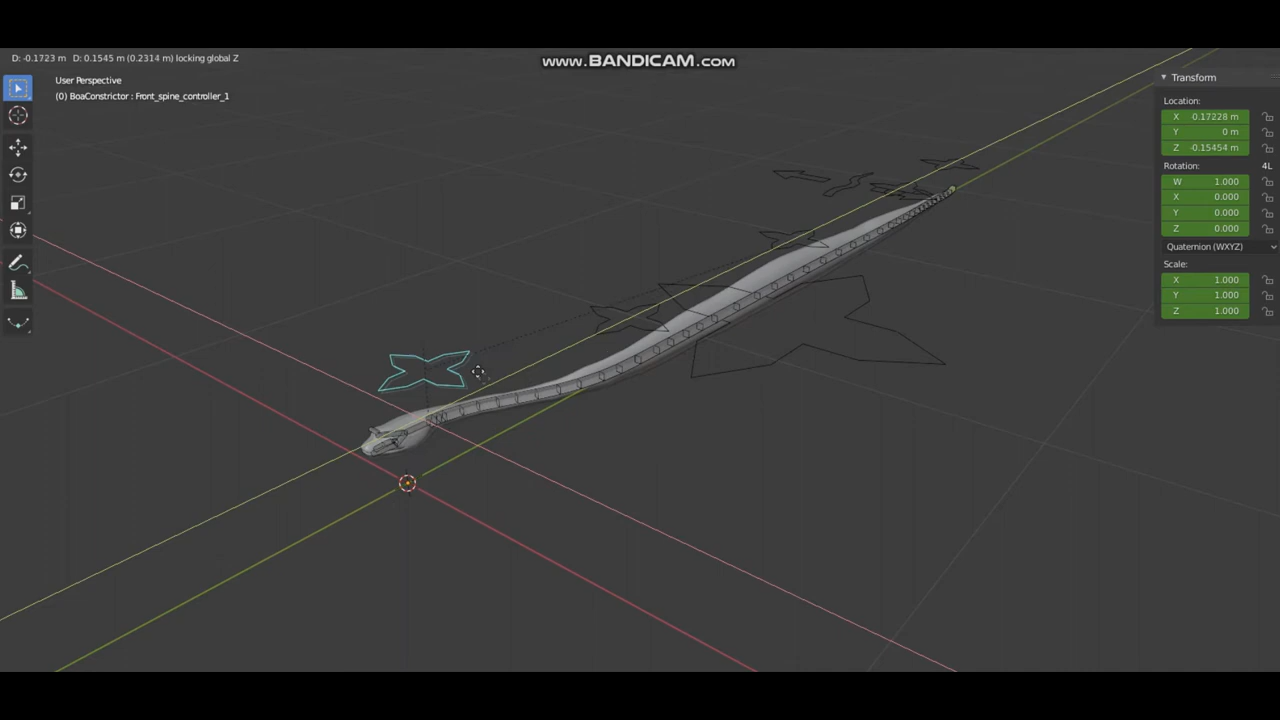 www.BANDICAM.com
D: -0.1723 m   D: 0.1545 m (0.2314 m) locking global Z
User Perspective
(0) BoaConstrictor : Front_spine_controller_1
Transform
Location:
X 0.17228 m
Y 0 m
Z -0.15454 m
Rotation: 4L
W 1.000
X 0.000
Y 0.000
Z 0.000
Quaternion (WXYZ)
Scale:
X 1.000
Y 1.000
Z 1.000